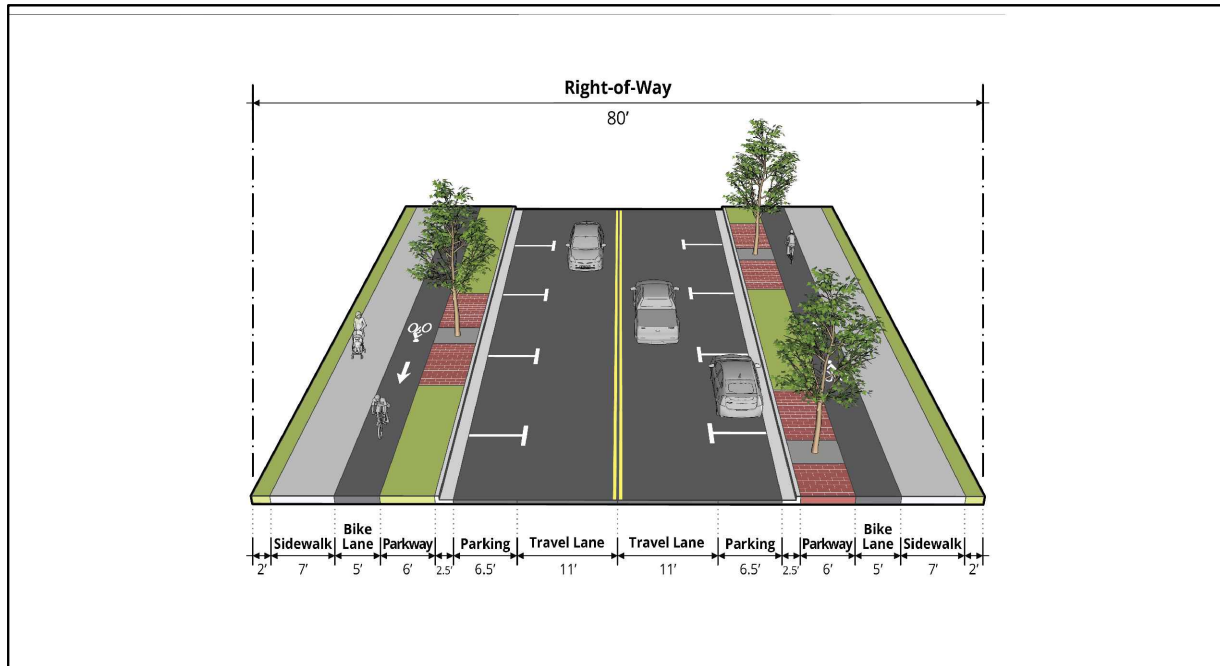 Right-of-Way
80’
Sidewalk Bike Lane Parkway Parking Travel Lane Travel Lane Parking Parkway Bike Lane Sidewalk
2’ 7’ 5’ 6’ 2.5’ 6.5’ 11’ 11’ 6.5’ 2.5’ 6’ 5’ 7’ 2’